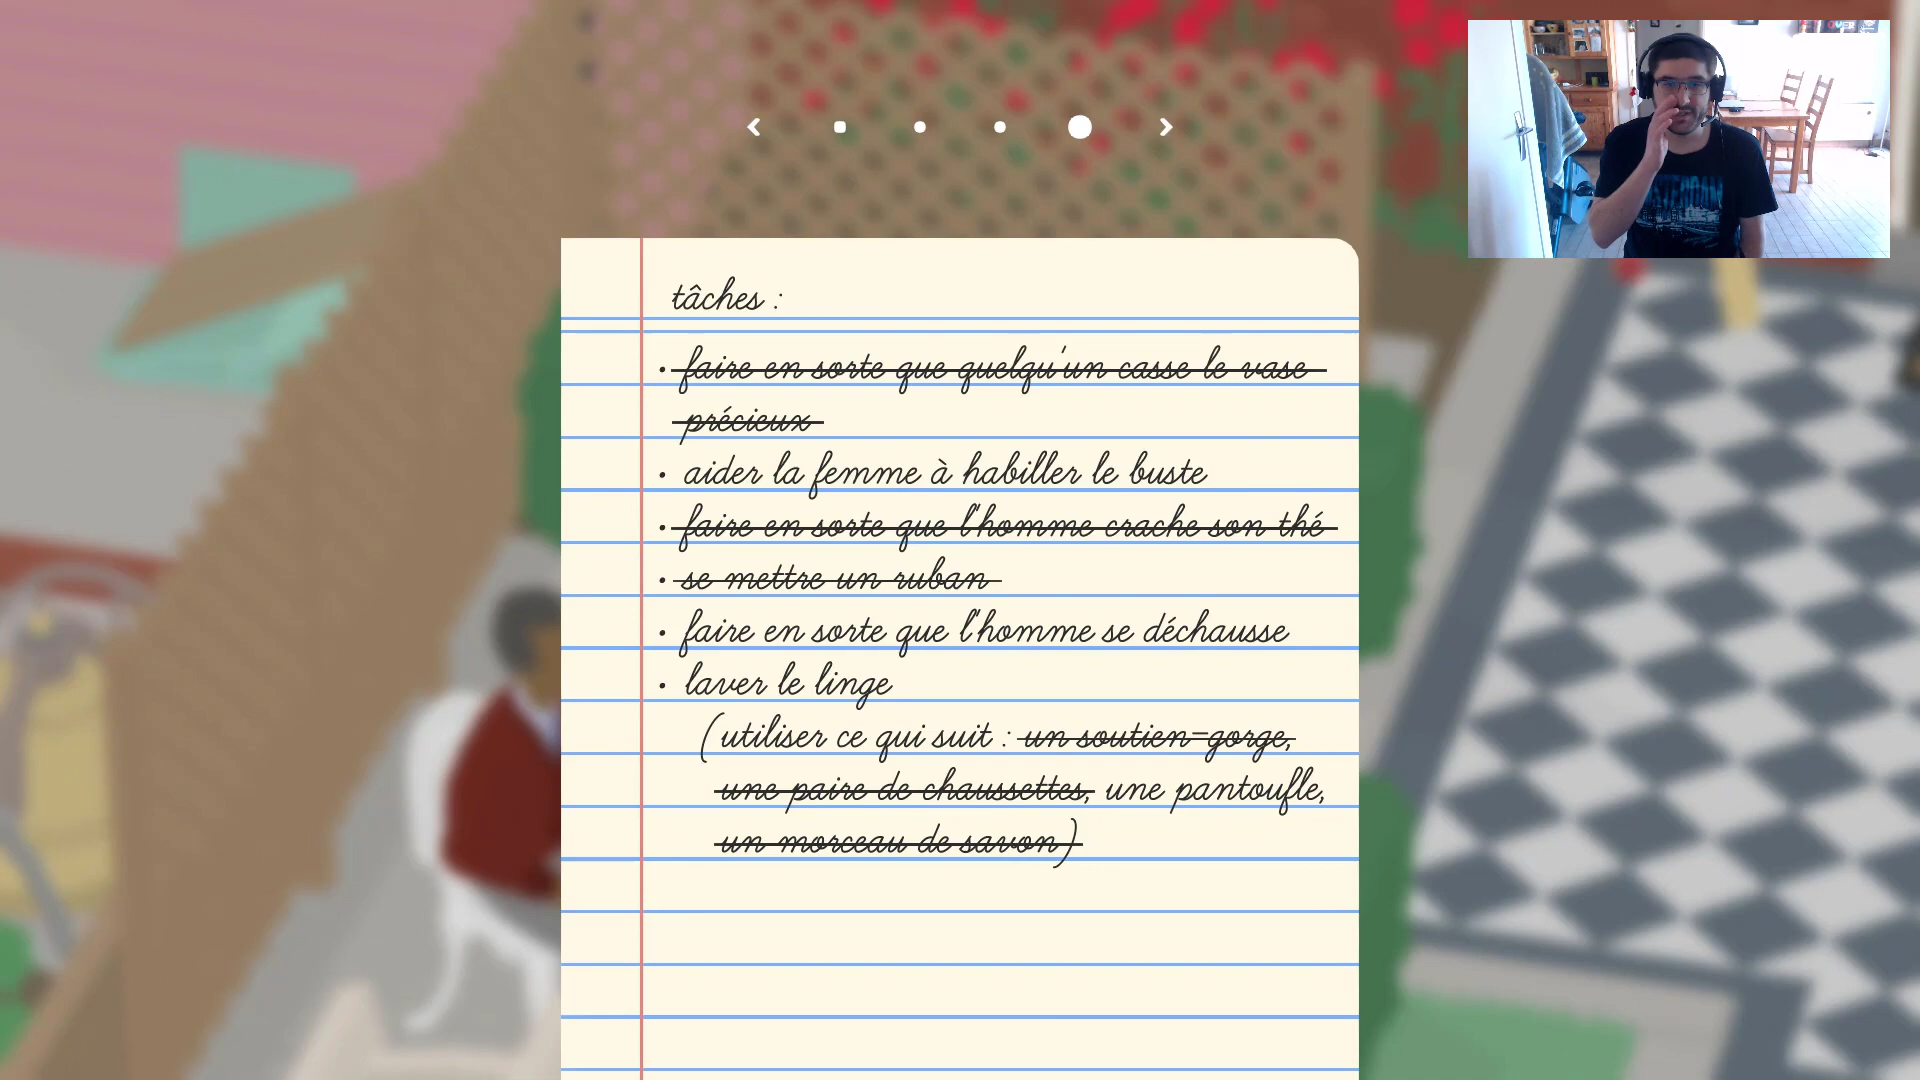 tâches :
• faire en sorte que quelqu'un casse le vase
précieux
• aider la femme à habiller le buste
• faire en sorte que l'homme crache son thé
• se mettre un ruban
• faire en sorte que l'homme se déchausse
• laver le linge
(utiliser ce qui suit : un soutien-gorge,
une paire de chaussettes, une pantoufle,
un morceau de savon)